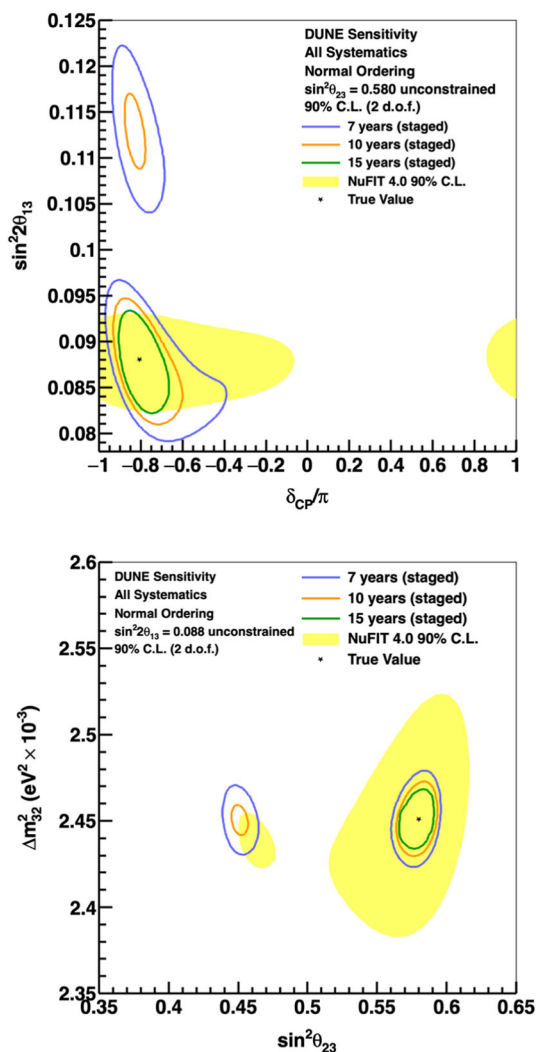 DUNE Sensitivity
All Systematics
Normal Ordering
sin²θ₂₃ = 0.580 unconstrained
90% C.L. (2 d.o.f.)
7 years (staged)
10 years (staged)
15 years (staged)
NuFIT 4.0 90% C.L.
True Value
0.125
0.12
0.115
0.11
0.105
0.1
0.095
0.09
0.085
0.08
sin²2θ₁₃
−1 −0.8 −0.6 −0.4 −0.2 0 0.2 0.4 0.6 0.8 1
δCP/π
DUNE Sensitivity
All Systematics
Normal Ordering
sin²2θ₁₃ = 0.088 unconstrained
90% C.L. (2 d.o.f.)
7 years (staged)
10 years (staged)
15 years (staged)
NuFIT 4.0 90% C.L.
True Value
2.6
2.55
2.5
2.45
2.4
2.35
Δm²₃₂ (eV² × 10⁻³)
0.35 0.4 0.45 0.5 0.55 0.6 0.65
sin²θ₂₃